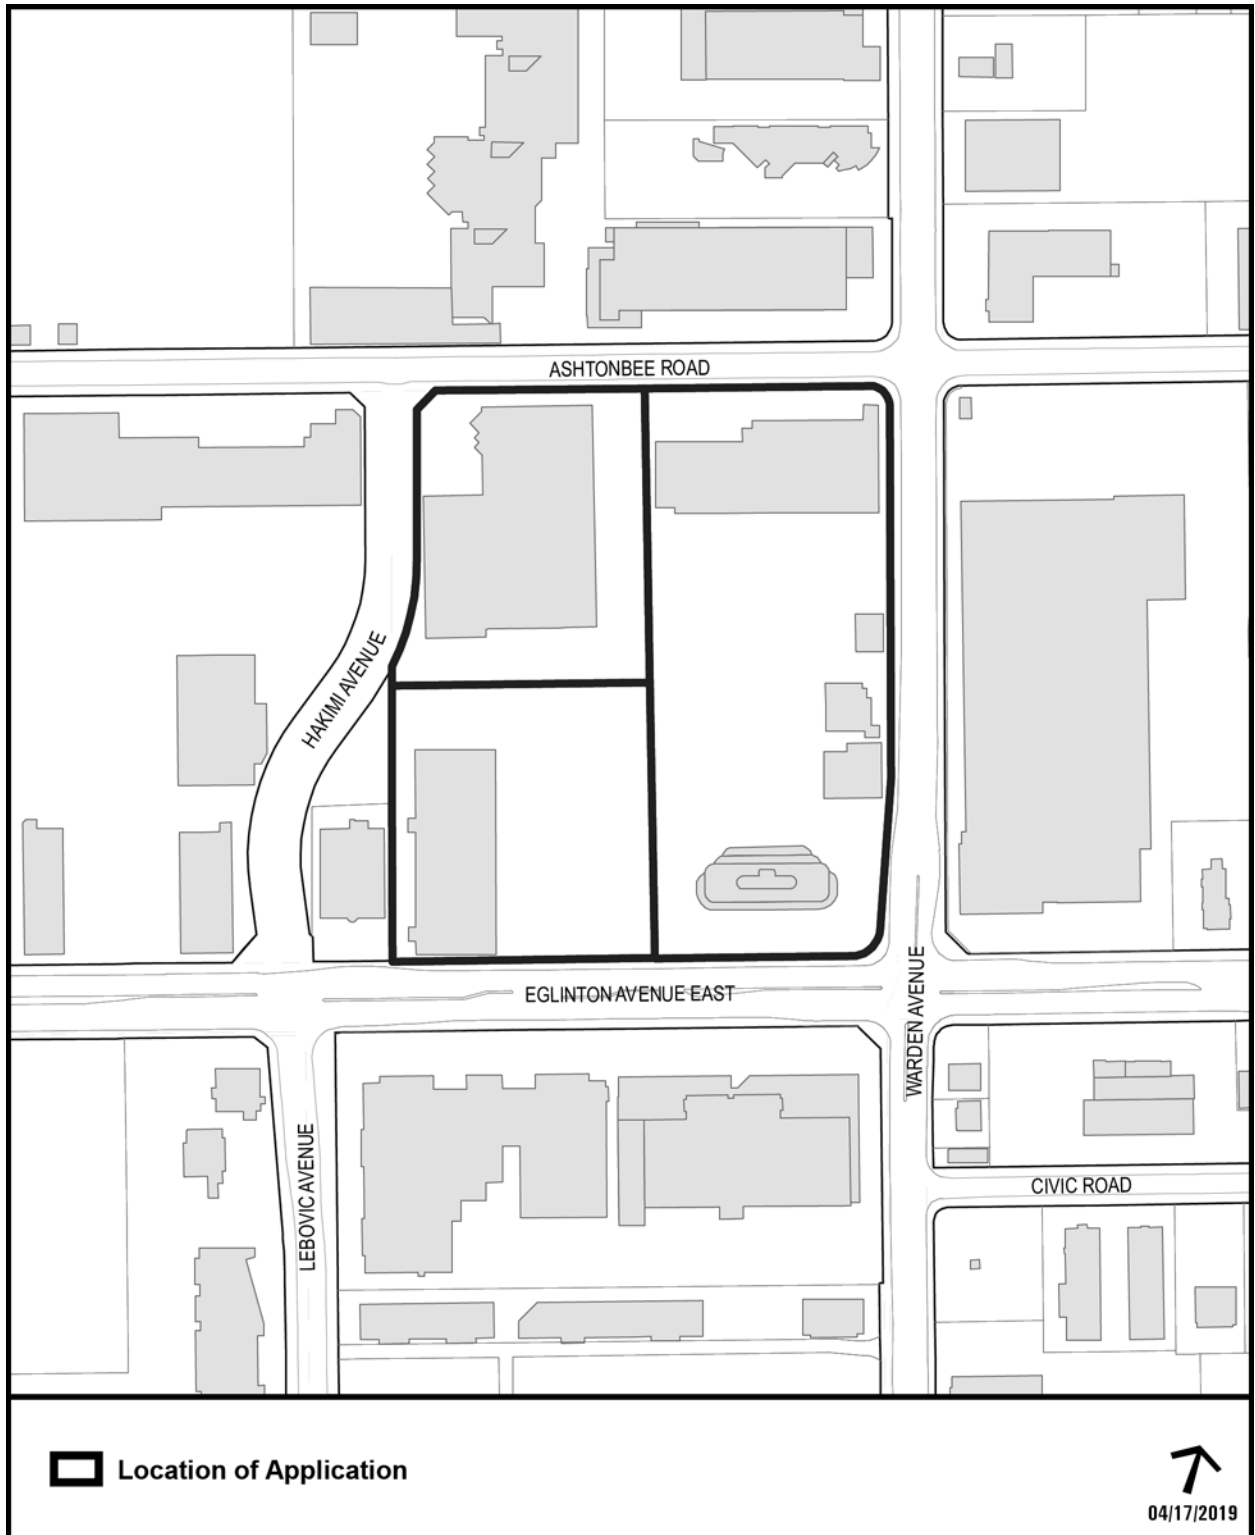 ASHTONBEE ROAD
HAKIMI AVENUE
EGLINTON AVENUE EAST
WARDEN AVENUE
LEBOVIC AVENUE
CIVIC ROAD
Location of Application
04/17/2019